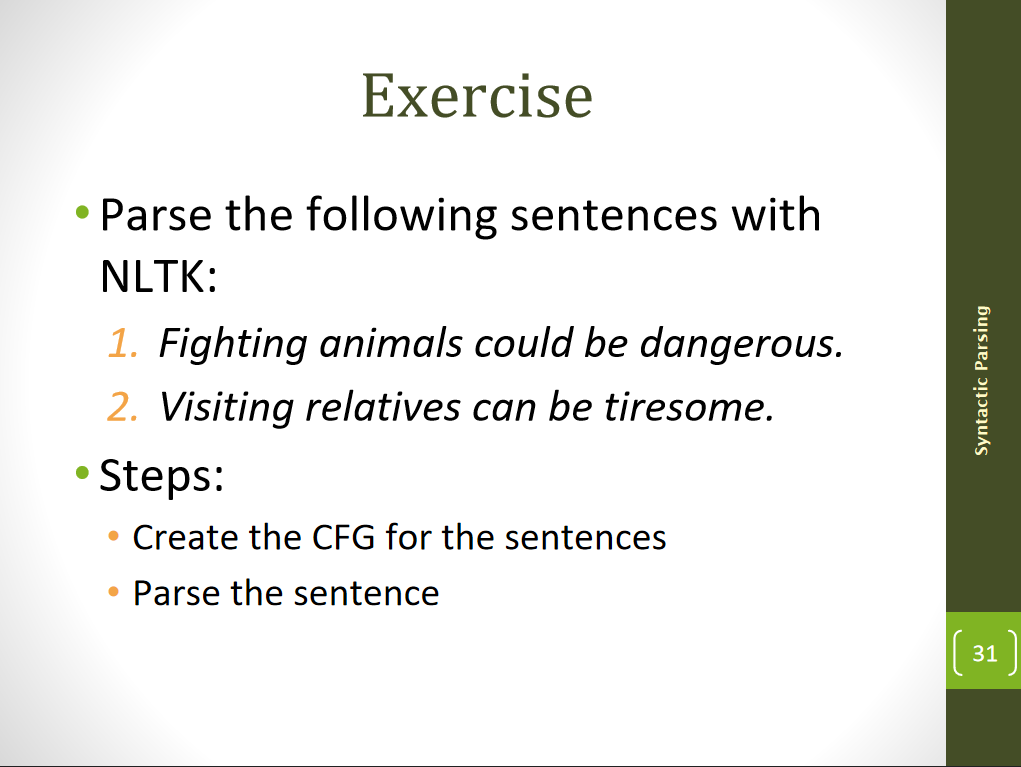 Exercise
• Parse the following sentences with
NLTK:
1. Fighting animals could be dangerous.
2. Visiting relatives can be tiresome.
• Steps:
• Create the CFG for the sentences
• Parse the sentence
Syntactic Parsing
31